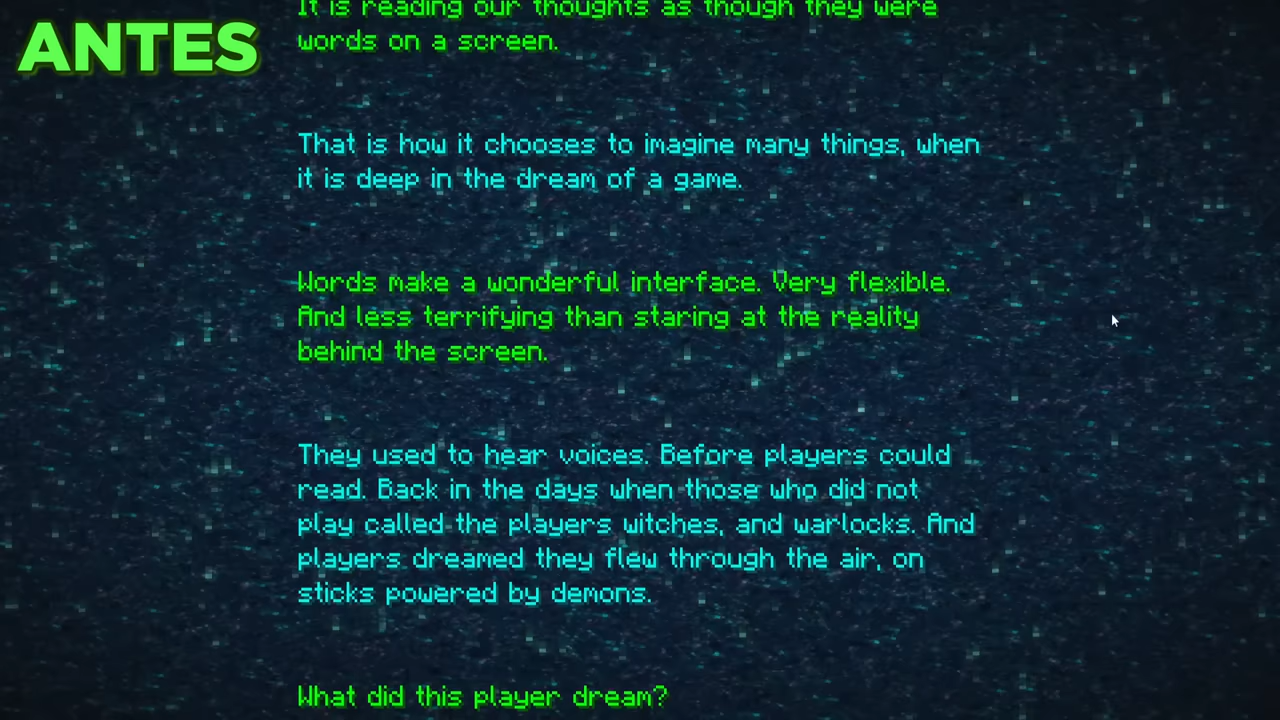 ANTES
It is reading our thoughts as though they were
words on a screen.
That is how it chooses to imagine many things, when
it is deep in the dream of a game.
Words make a wonderful interface. Very flexible.
And less terrifying than staring at the reality
behind the screen.
They used to hear voices. Before players could
read. Back in the days when those who did not
play called the players witches, and warlocks. And
players dreamed they flew through the air, on
sticks powered by demons.
What did this player dream?